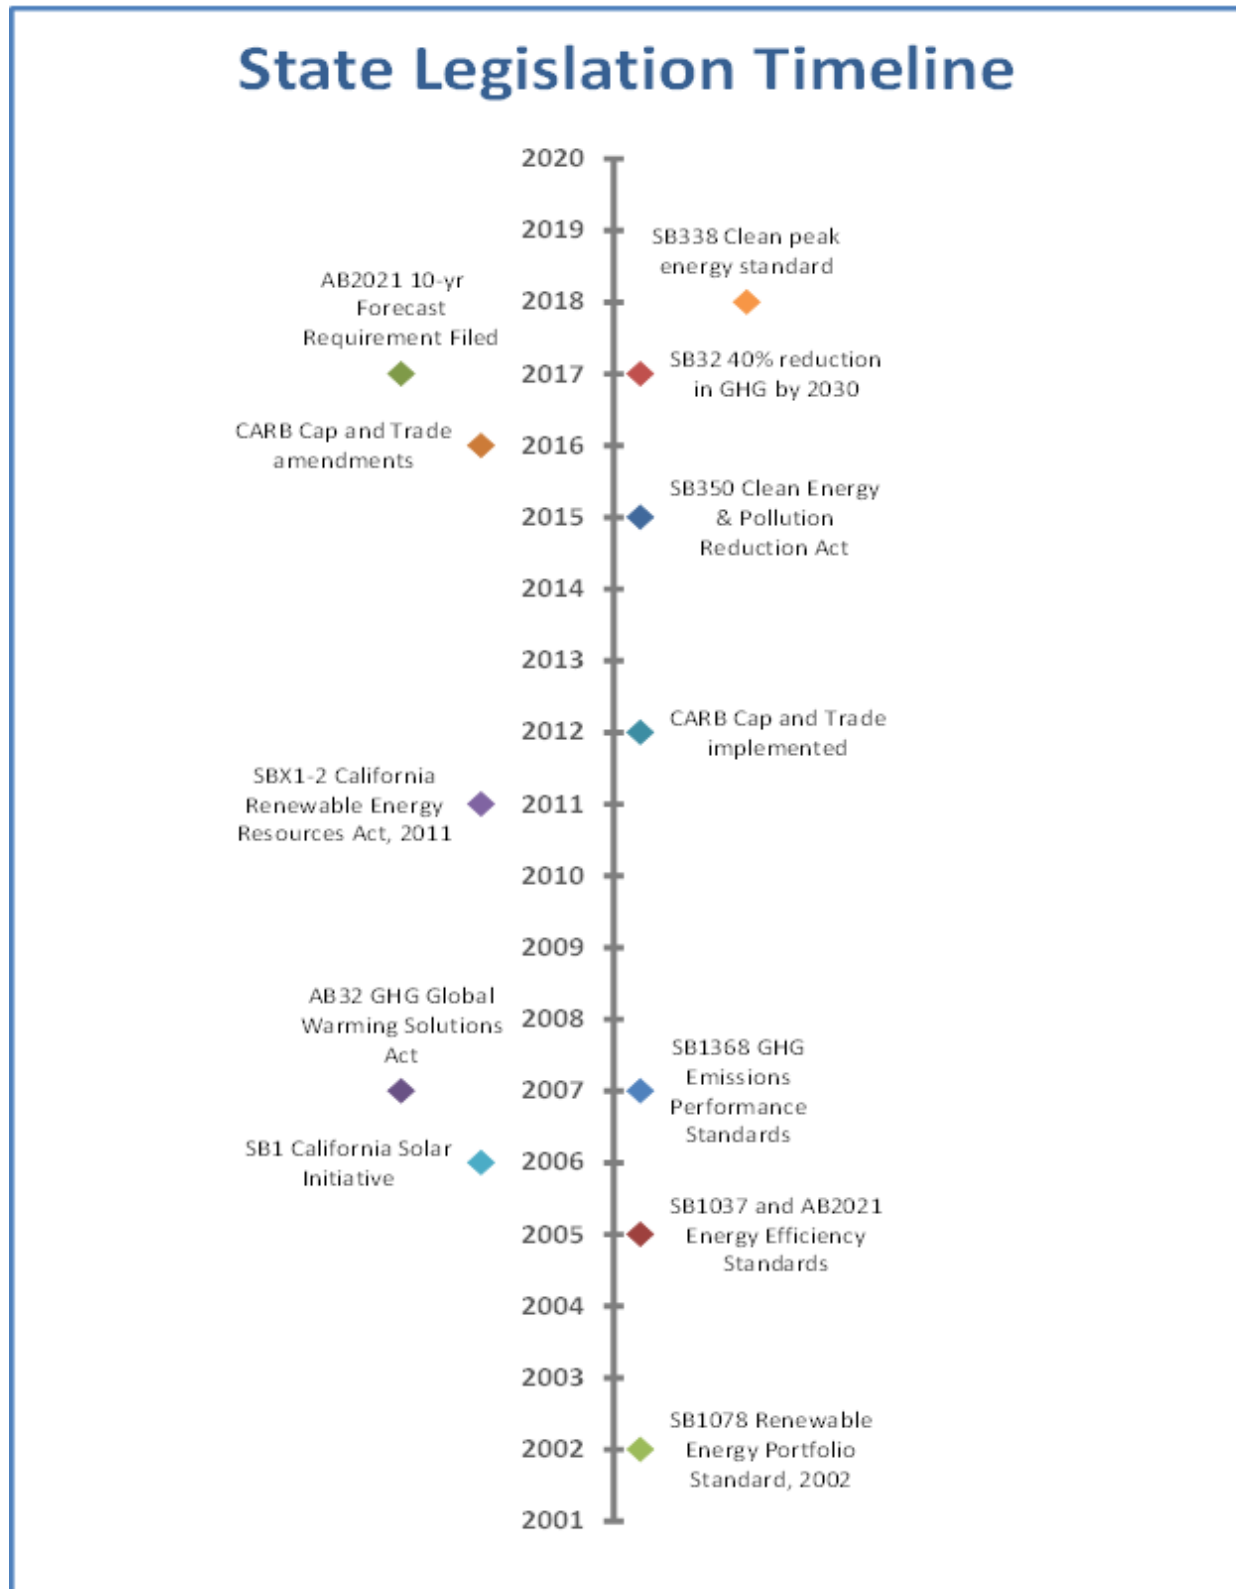 State Legislation Timeline
2020
2019
SB338 Clean peak
energy standard
AB2021 10-yr
Forecast
Requirement Filed
2018
2017
SB32 40% reduction
in GHG by 2030
CARB Cap and Trade
amendments
2016
SB350 Clean Energy
& Pollution
Reduction Act
2015
2014
2013
2012
CARB Cap and Trade
implemented
SBX1-2 California
Renewable Energy
Resources Act, 2011
2011
2010
2009
AB32 GHG Global
Warming Solutions
Act
2008
SB1368 GHG
Emissions
Performance
Standards
2007
SB1 California Solar
Initiative
2006
SB1037 and AB2021
Energy Efficiency
Standards
2005
2004
2003
SB1078 Renewable
Energy Portfolio
Standard, 2002
2002
2001